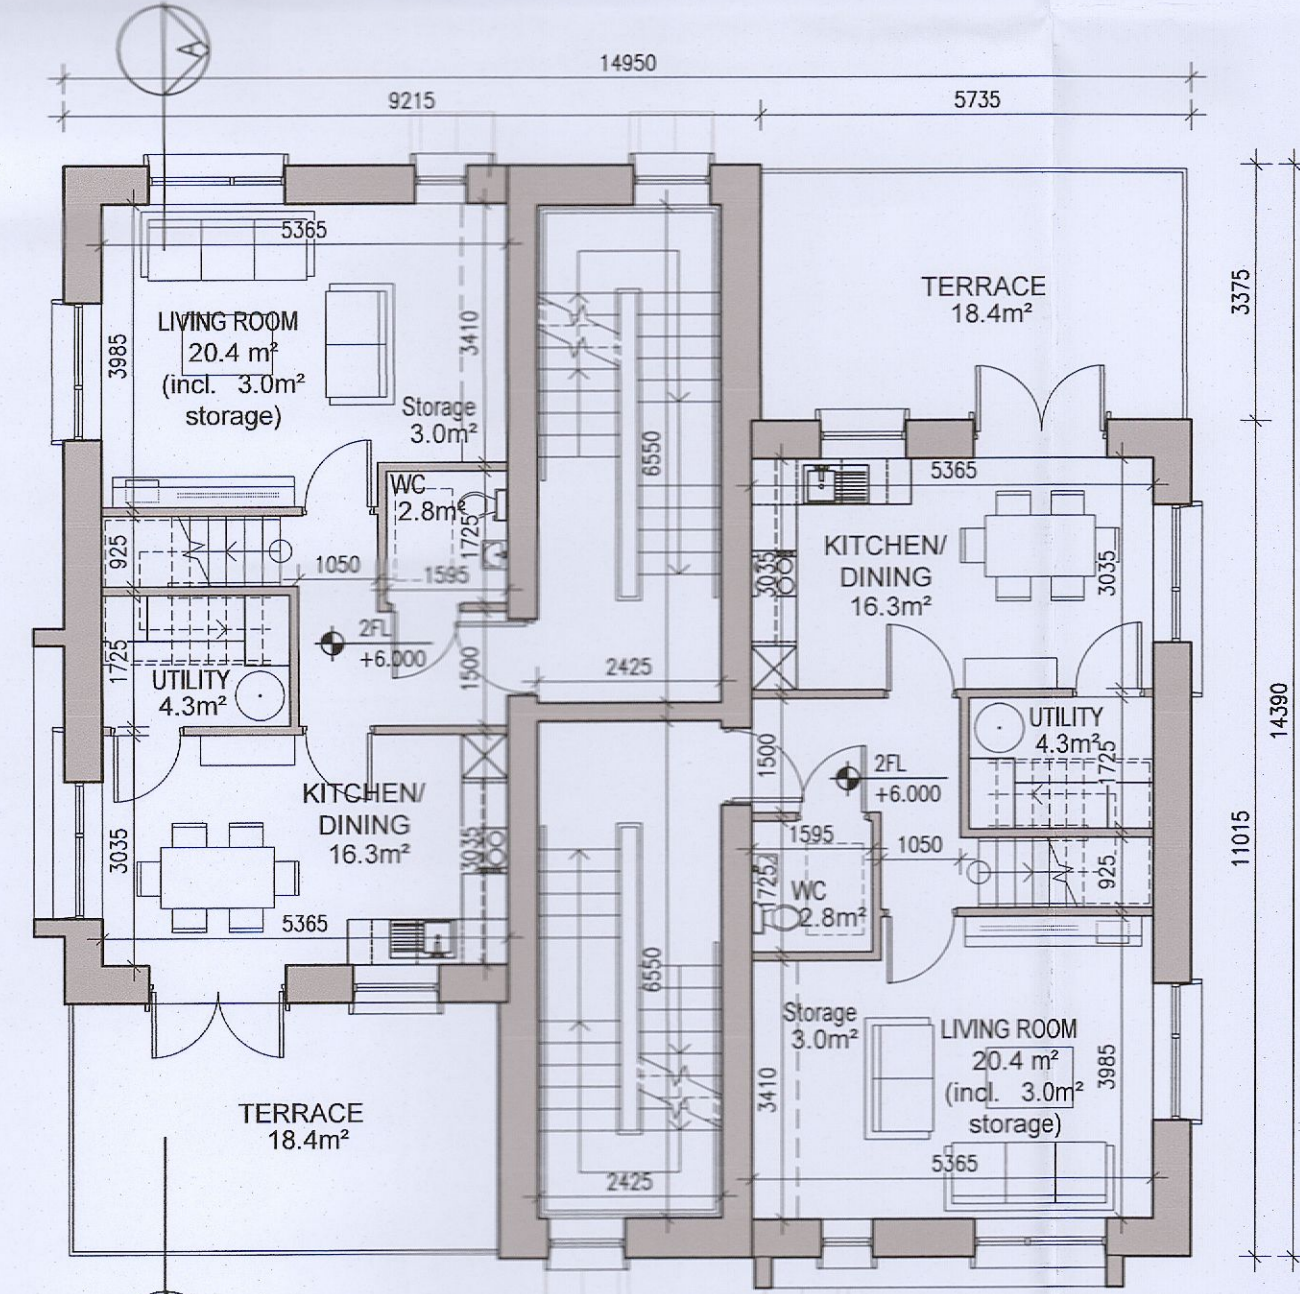 A
14950
9215
5735
5365
LIVING ROOM
20.4 m²
(incl. 3.0m²
storage)
3985
3410
Storage
3.0m²
WC
2.8m²
1725
1595
925
1050
1725
UTILITY
4.3m²
2FL
+6.000
1500
KITCHEN/
DINING
16.3m²
3035
3035
5365
TERRACE
18.4m²
6550
2425
6550
2425
TERRACE
18.4m²
3375
5365
KITCHEN/
DINING
16.3m²
3035
3035
1500
2FL
+6.000
UTILITY
4.3m²
1725
1595
1050
925
1725
WC
2.8m²
Storage
3.0m²
3410
LIVING ROOM
20.4 m²
(incl. 3.0m²
storage)
3985
5365
14390
11015